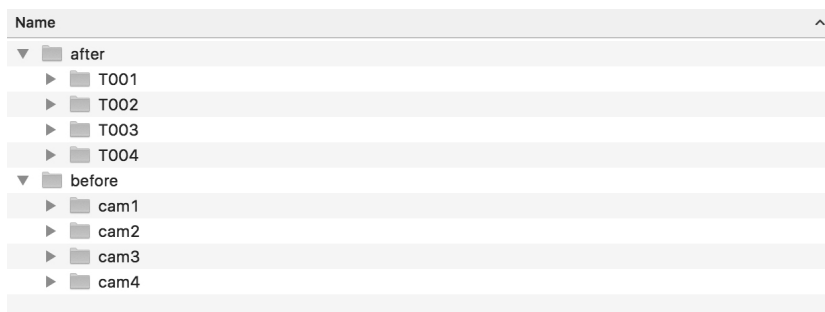 Name
after
T001
T002
T003
T004
before
cam1
cam2
cam3
cam4